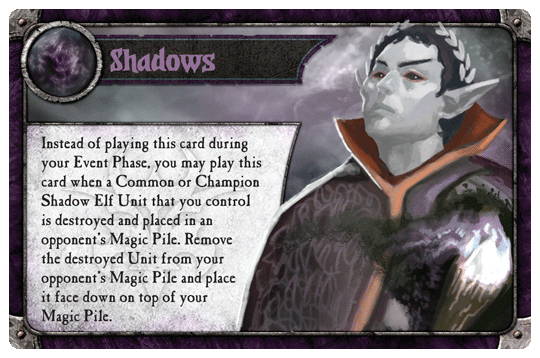 Shadows
Instead of playing this card during
your Event Phase, you may play this
card when a Common or Champion
Shadow Elf Unit that you control
is destroyed and placed in an
opponent's Magic Pile. Remove
the destroyed Unit from your
opponent's Magic Pile and place
it face down on top of your
Magic Pile.